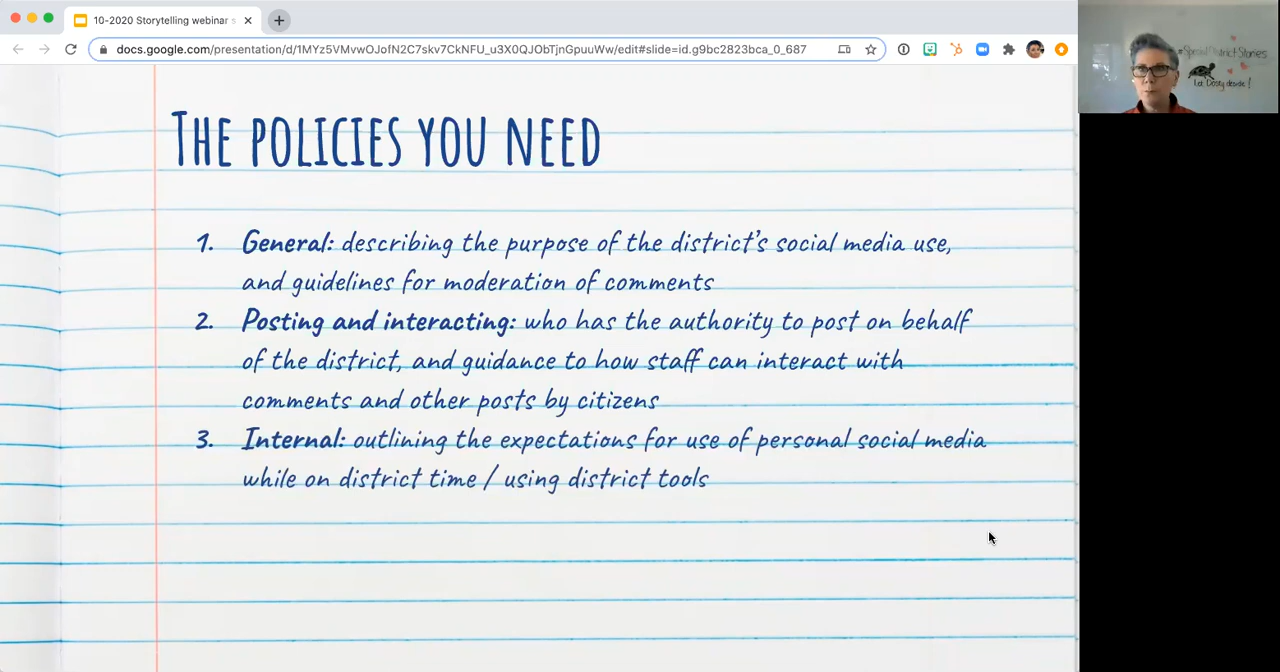 10-2020 Storytelling webinar s
docs.google.com/presentation/d/1MYz5VMvwOJofN2C7skv7CkNFU_u3X0QJObTjnGpuuWw/edit#slide=id.g9bc2823bca_0_687
THE POLICIES YOU NEED
1. General: describing the purpose of the district's social media use,
and guidelines for moderation of comments
2. Posting and interacting: who has the authority to post on behalf
of the district, and guidance to how staff can interact with
comments and other posts by citizens
3. Internal: outlining the expectations for use of personal social media
while on district time / using district tools